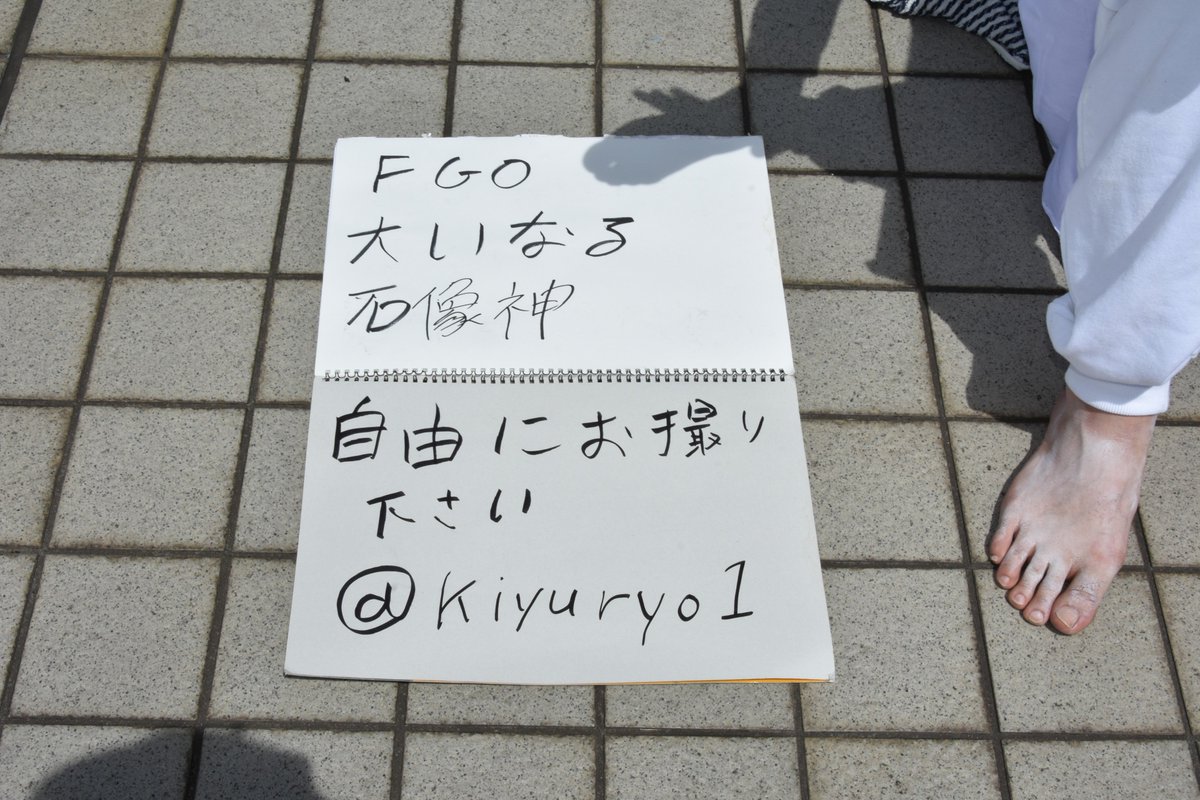 FGO
大いなる
石像神
自由にお撮り
下さい
@kiyuryo1